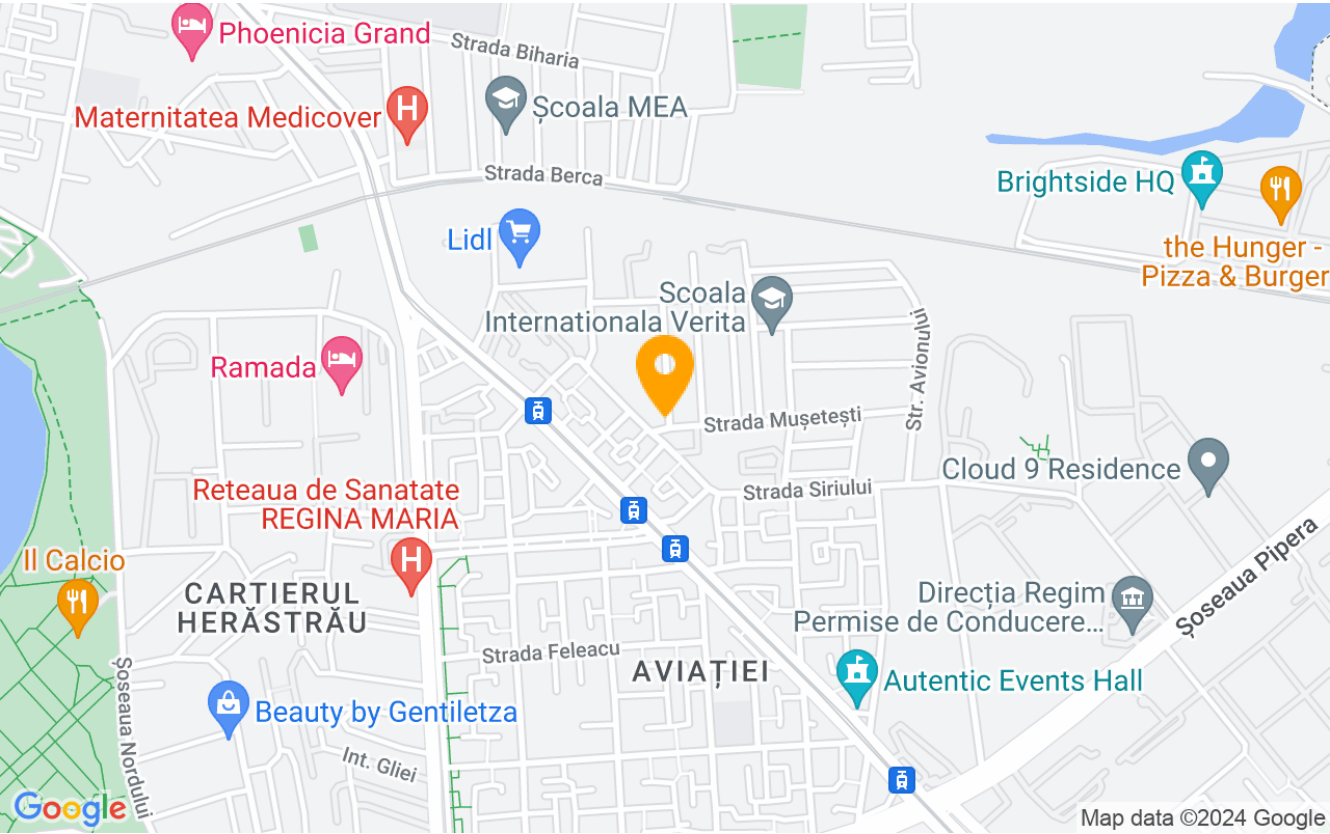 Phoenicia Grand
Strada Biharia
Maternitatea Medicover
H
Școala MEA
Strada Berca
Brightside HQ
the Hunger -
Pizza & Burger
Lidl
Scoala
Internationala Verita
Str. Avionului
Ramada
Strada Mușetești
Cloud 9 Residence
Strada Siriului
Reteaua de Sanatate
REGINA MARIA
H
Il Calcio
CARTIERUL
HERĂSTRĂU
Șoseaua Pipera
Direcția Regim
Permise de Conducere...
Strada Feleacu
AVIAȚIEI
Autentic Events Hall
Șoseaua Nordului
Beauty by Gentiletza
Int. Gliei
Google
Map data ©2024 Google